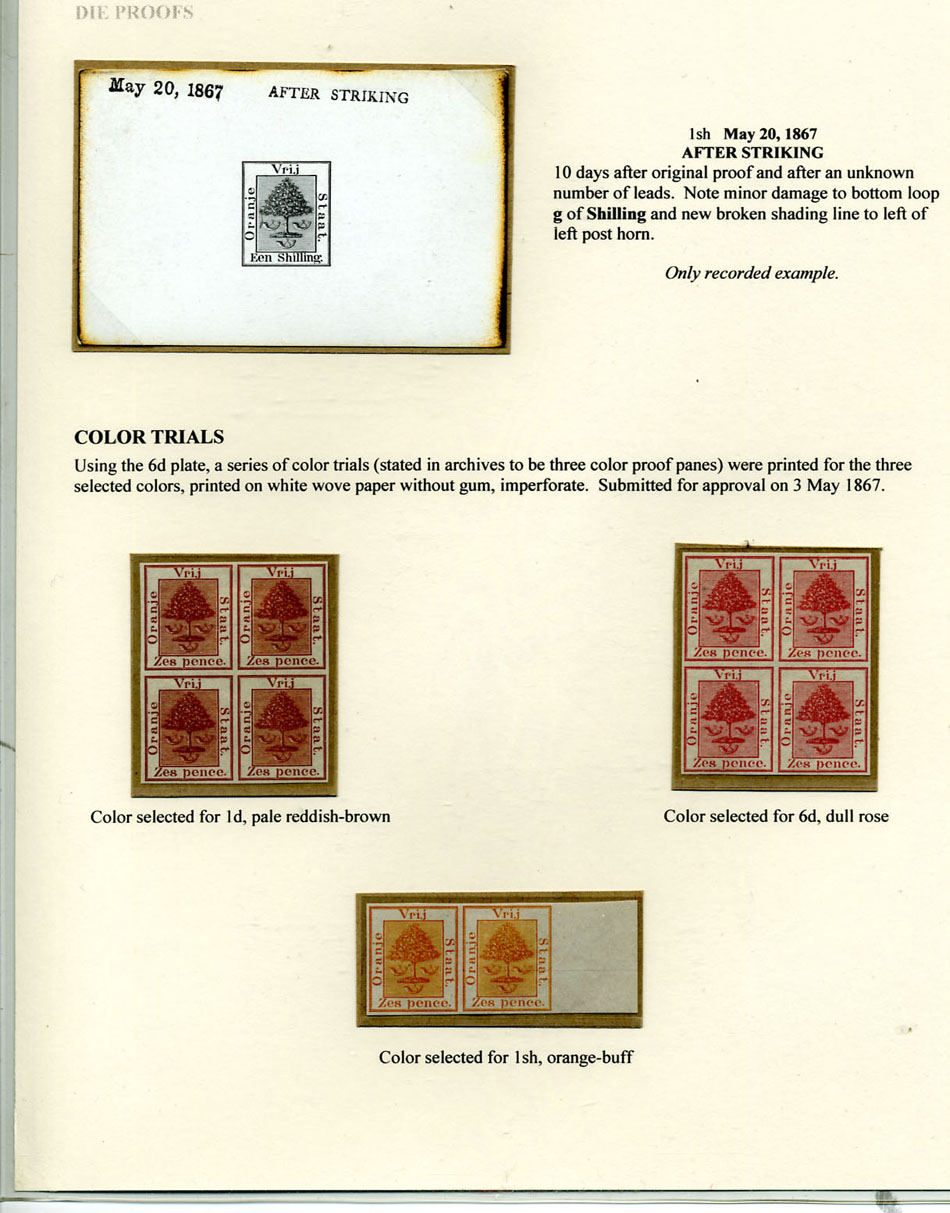 DIE PROOFS
May 20, 1867 AFTER STRIKING
Vrij
Oranje
Staat.
Een Shilling.
1sh May 20, 1867
AFTER STRIKING
10 days after original proof and after an unknown
number of leads. Note minor damage to bottom loop
g of Shilling and new broken shading line to left of
left post horn.
Only recorded example.
COLOR TRIALS
Using the 6d plate, a series of color trials (stated in archives to be three color proof panes) were printed for the three
selected colors, printed on white wove paper without gum, imperforate. Submitted for approval on 3 May 1867.
Vrij Vrij
Oranje Staat. Oranje Staat.
Zes pence. Zes pence.
Vrij Vrij
Oranje Staat. Oranje Staat.
Zes pence. Zes pence.
Color selected for 1d, pale reddish-brown
Vrij Vrij
Oranje Staat. Oranje Staat.
Zes pence. Zes pence.
Vrij Vrij
Oranje Staat. Oranje Staat.
Zes pence. Zes pence.
Color selected for 6d, dull rose
Vrij Vrij
Oranje Staat. Oranje Staat.
Zes pence. Zes pence.
Color selected for 1sh, orange-buff